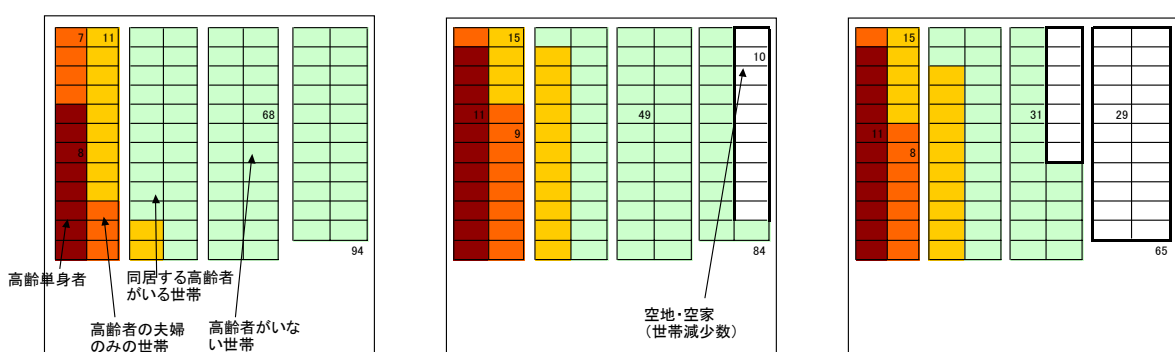 7
11
68
8
94
高齢単身者
同居する高齢者
がいる世帯
高齢者の夫婦
のみの世帯
高齢者がいな
い世帯
15
10
11
49
9
84
空地・空家
(世帯減少数)
15
31
29
11
8
65